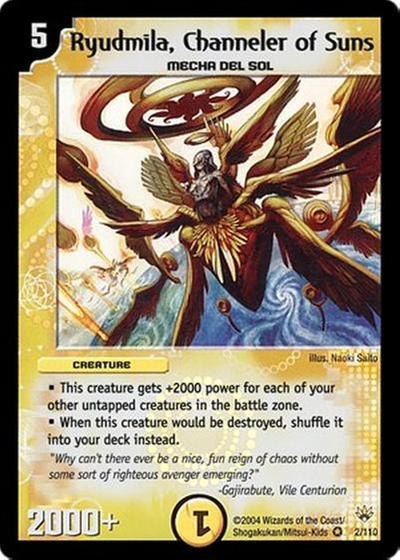 5 Ryudmila, Channeler of Suns
MECHA DEL SOL
illus. Naoki Saito
CREATURE
▪ This creature gets +2000 power for each of your
other untapped creatures in the battle zone.
▪ When this creature would be destroyed, shuffle it
into your deck instead.
"Why can't there ever be a nice, fun reign of chaos without
some sort of righteous avenger emerging?"
-Gajirabute, Vile Centurion
2000+
1
©2004 Wizards of the Coast/
Shogakukan/Mitsui-Kids
2/110